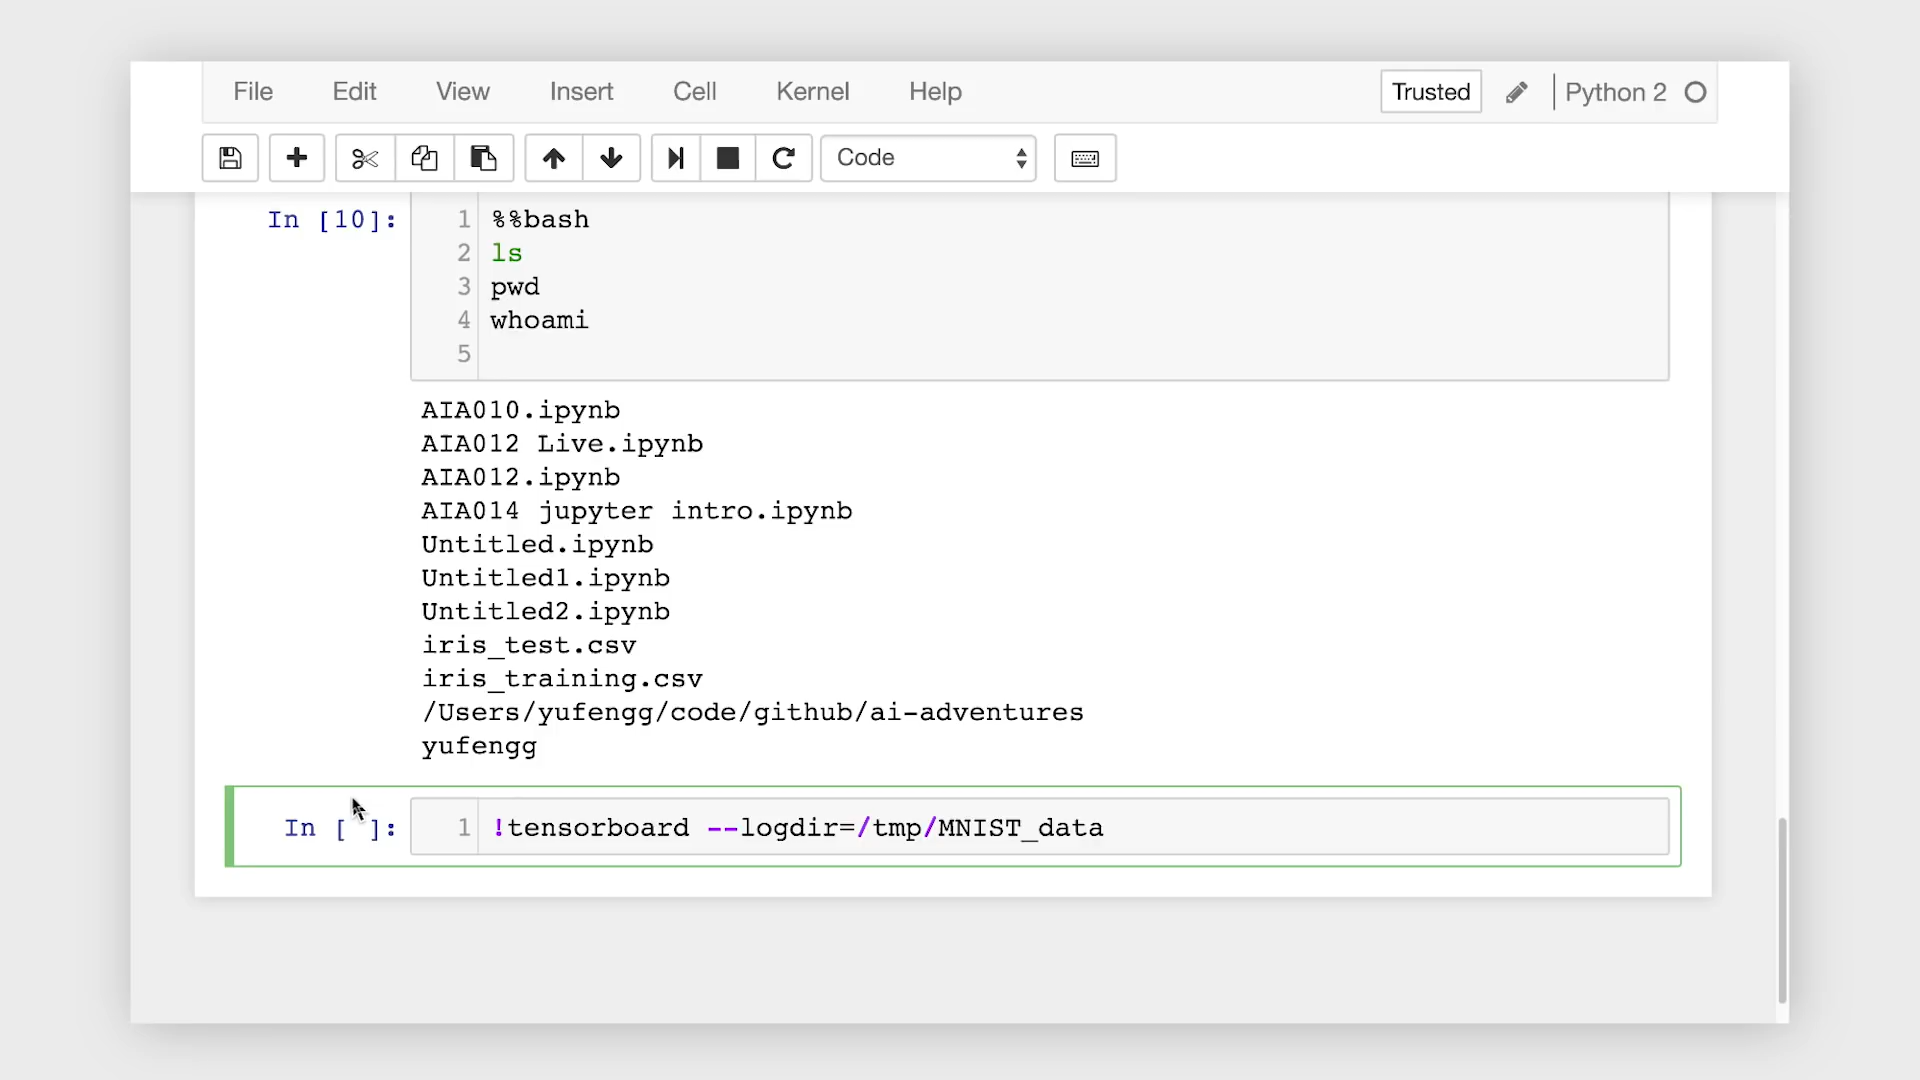 File Edit View Insert Cell Kernel Help Trusted Python 2
Code
In [10]:
1 %%bash
2 ls
3 pwd
4 whoami
5
AIA010.ipynb
AIA012 Live.ipynb
AIA012.ipynb
AIA014 jupyter intro.ipynb
Untitled.ipynb
Untitled1.ipynb
Untitled2.ipynb
iris_test.csv
iris_training.csv
/Users/yufengg/code/github/ai-adventures
yufengg
In [ ]: 1 !tensorboard --logdir=/tmp/MNIST_data